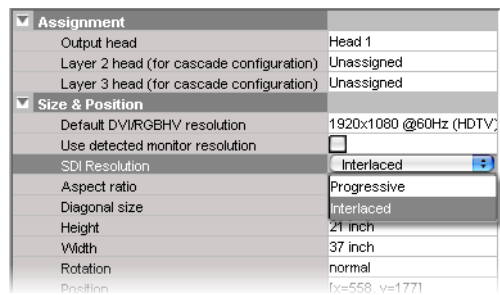 Assignment
Output head Head 1
Layer 2 head (for cascade configuration) Unassigned
Layer 3 head (for cascade configuration) Unassigned
Size & Position
Default DVI/RGBHV resolution 1920x1080 @60Hz (HDTV)
Use detected monitor resolution
SDI Resolution Interlaced
Aspect ratio Progressive
Diagonal size Interlaced
Height 21 inch
Width 37 inch
Rotation normal
Position [x=558, y=177]